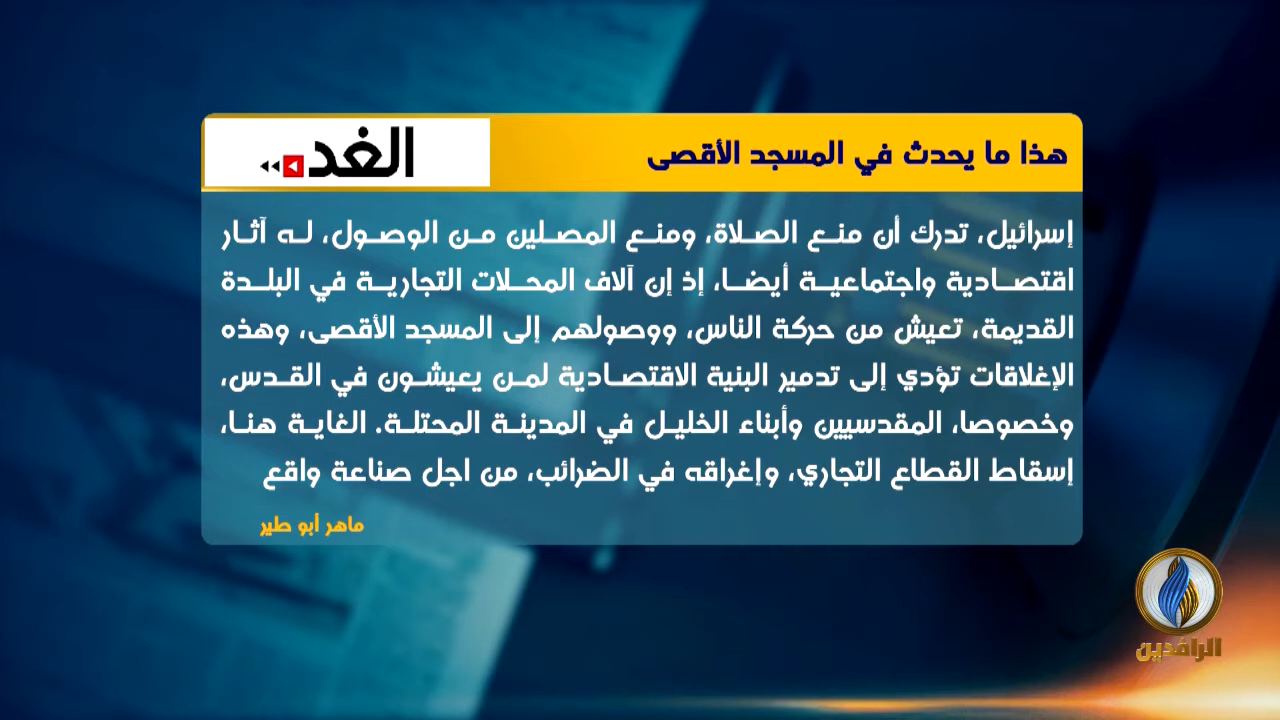 هذا ما يحدث في المسجد الأقصى
الغد
إسرائيل، تدرك أن منع الصلاة، ومنع المصلين من الوصول، له آثار
اقتصادية واجتماعية أيضا، إذ إن آلاف المحلات التجارية في البلدة
القديمة، تعيش من حركة الناس، ووصولهم إلى المسجد الأقصى، وهذه
الإغلاقات تؤدي إلى تدمير البنية الاقتصادية لمن يعيشون في القدس،
وخصوصا، المقدسيين وأبناء الخليل في المدينة المحتلة. الغاية هنا،
إسقاط القطاع التجاري، وإغراقه في الضرائب، من اجل صناعة واقع
ماهر أبو طير
الرافدين